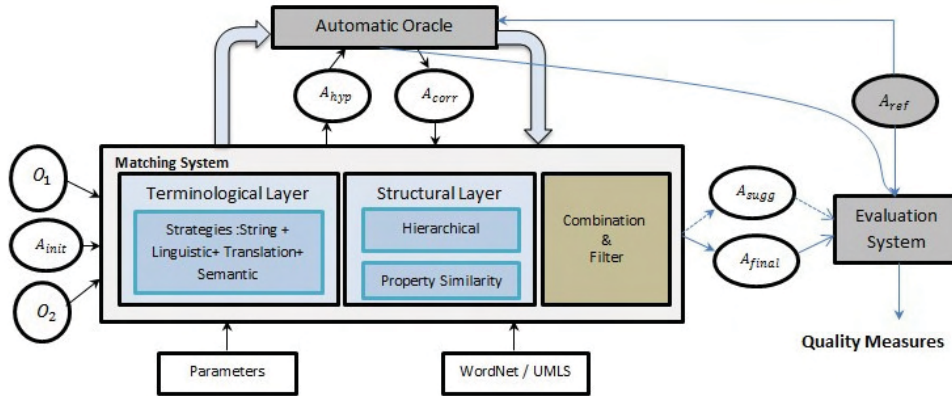 Automatic Oracle
A_hyp
A_corr
A_ref
Matching System
O_1
A_init
O_2
Terminological Layer
Strategies :String +
Linguistic+ Translation+
Semantic
Structural Layer
Hierarchical
Property Similarity
Combination
&
Filter
A_sugg
A_final
Evaluation
System
Quality Measures
Parameters
WordNet / UMLS